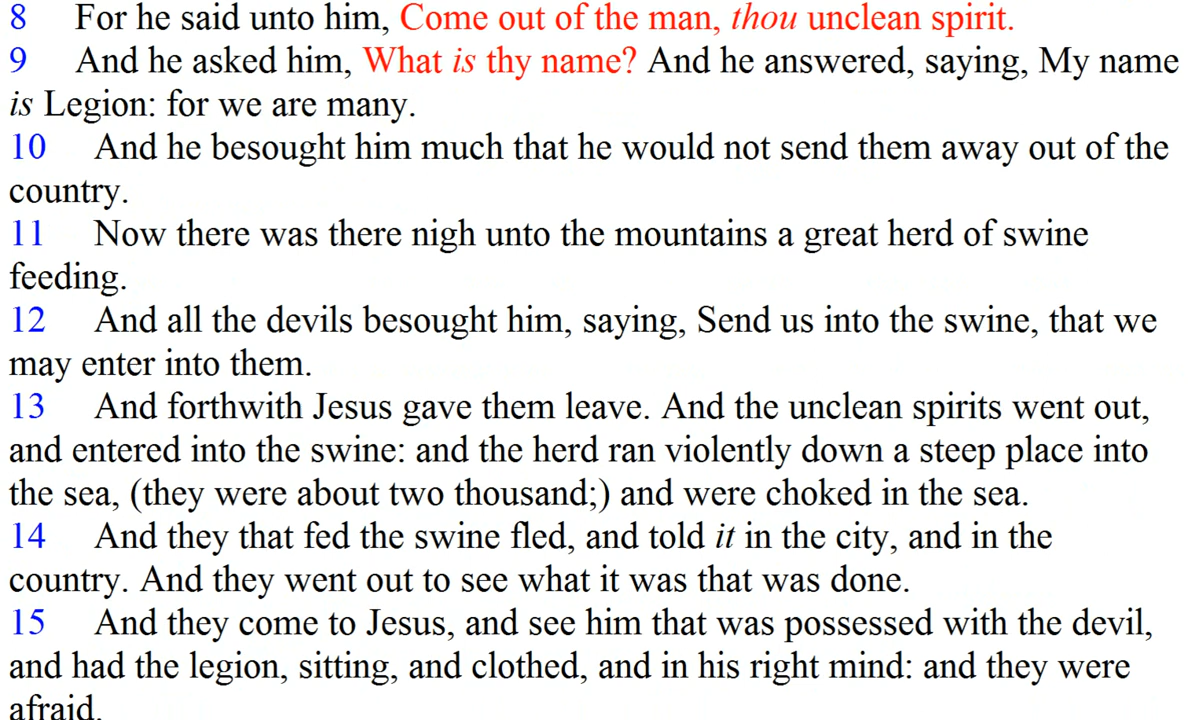 8 For he said unto him, Come out of the man, thou unclean spirit.
9 And he asked him, What is thy name? And he answered, saying, My name
is Legion: for we are many.
10 And he besought him much that he would not send them away out of the
country.
11 Now there was there nigh unto the mountains a great herd of swine
feeding.
12 And all the devils besought him, saying, Send us into the swine, that we
may enter into them.
13 And forthwith Jesus gave them leave. And the unclean spirits went out,
and entered into the swine: and the herd ran violently down a steep place into
the sea, (they were about two thousand;) and were choked in the sea.
14 And they that fed the swine fled, and told it in the city, and in the
country. And they went out to see what it was that was done.
15 And they come to Jesus, and see him that was possessed with the devil,
and had the legion, sitting, and clothed, and in his right mind: and they were
afraid.